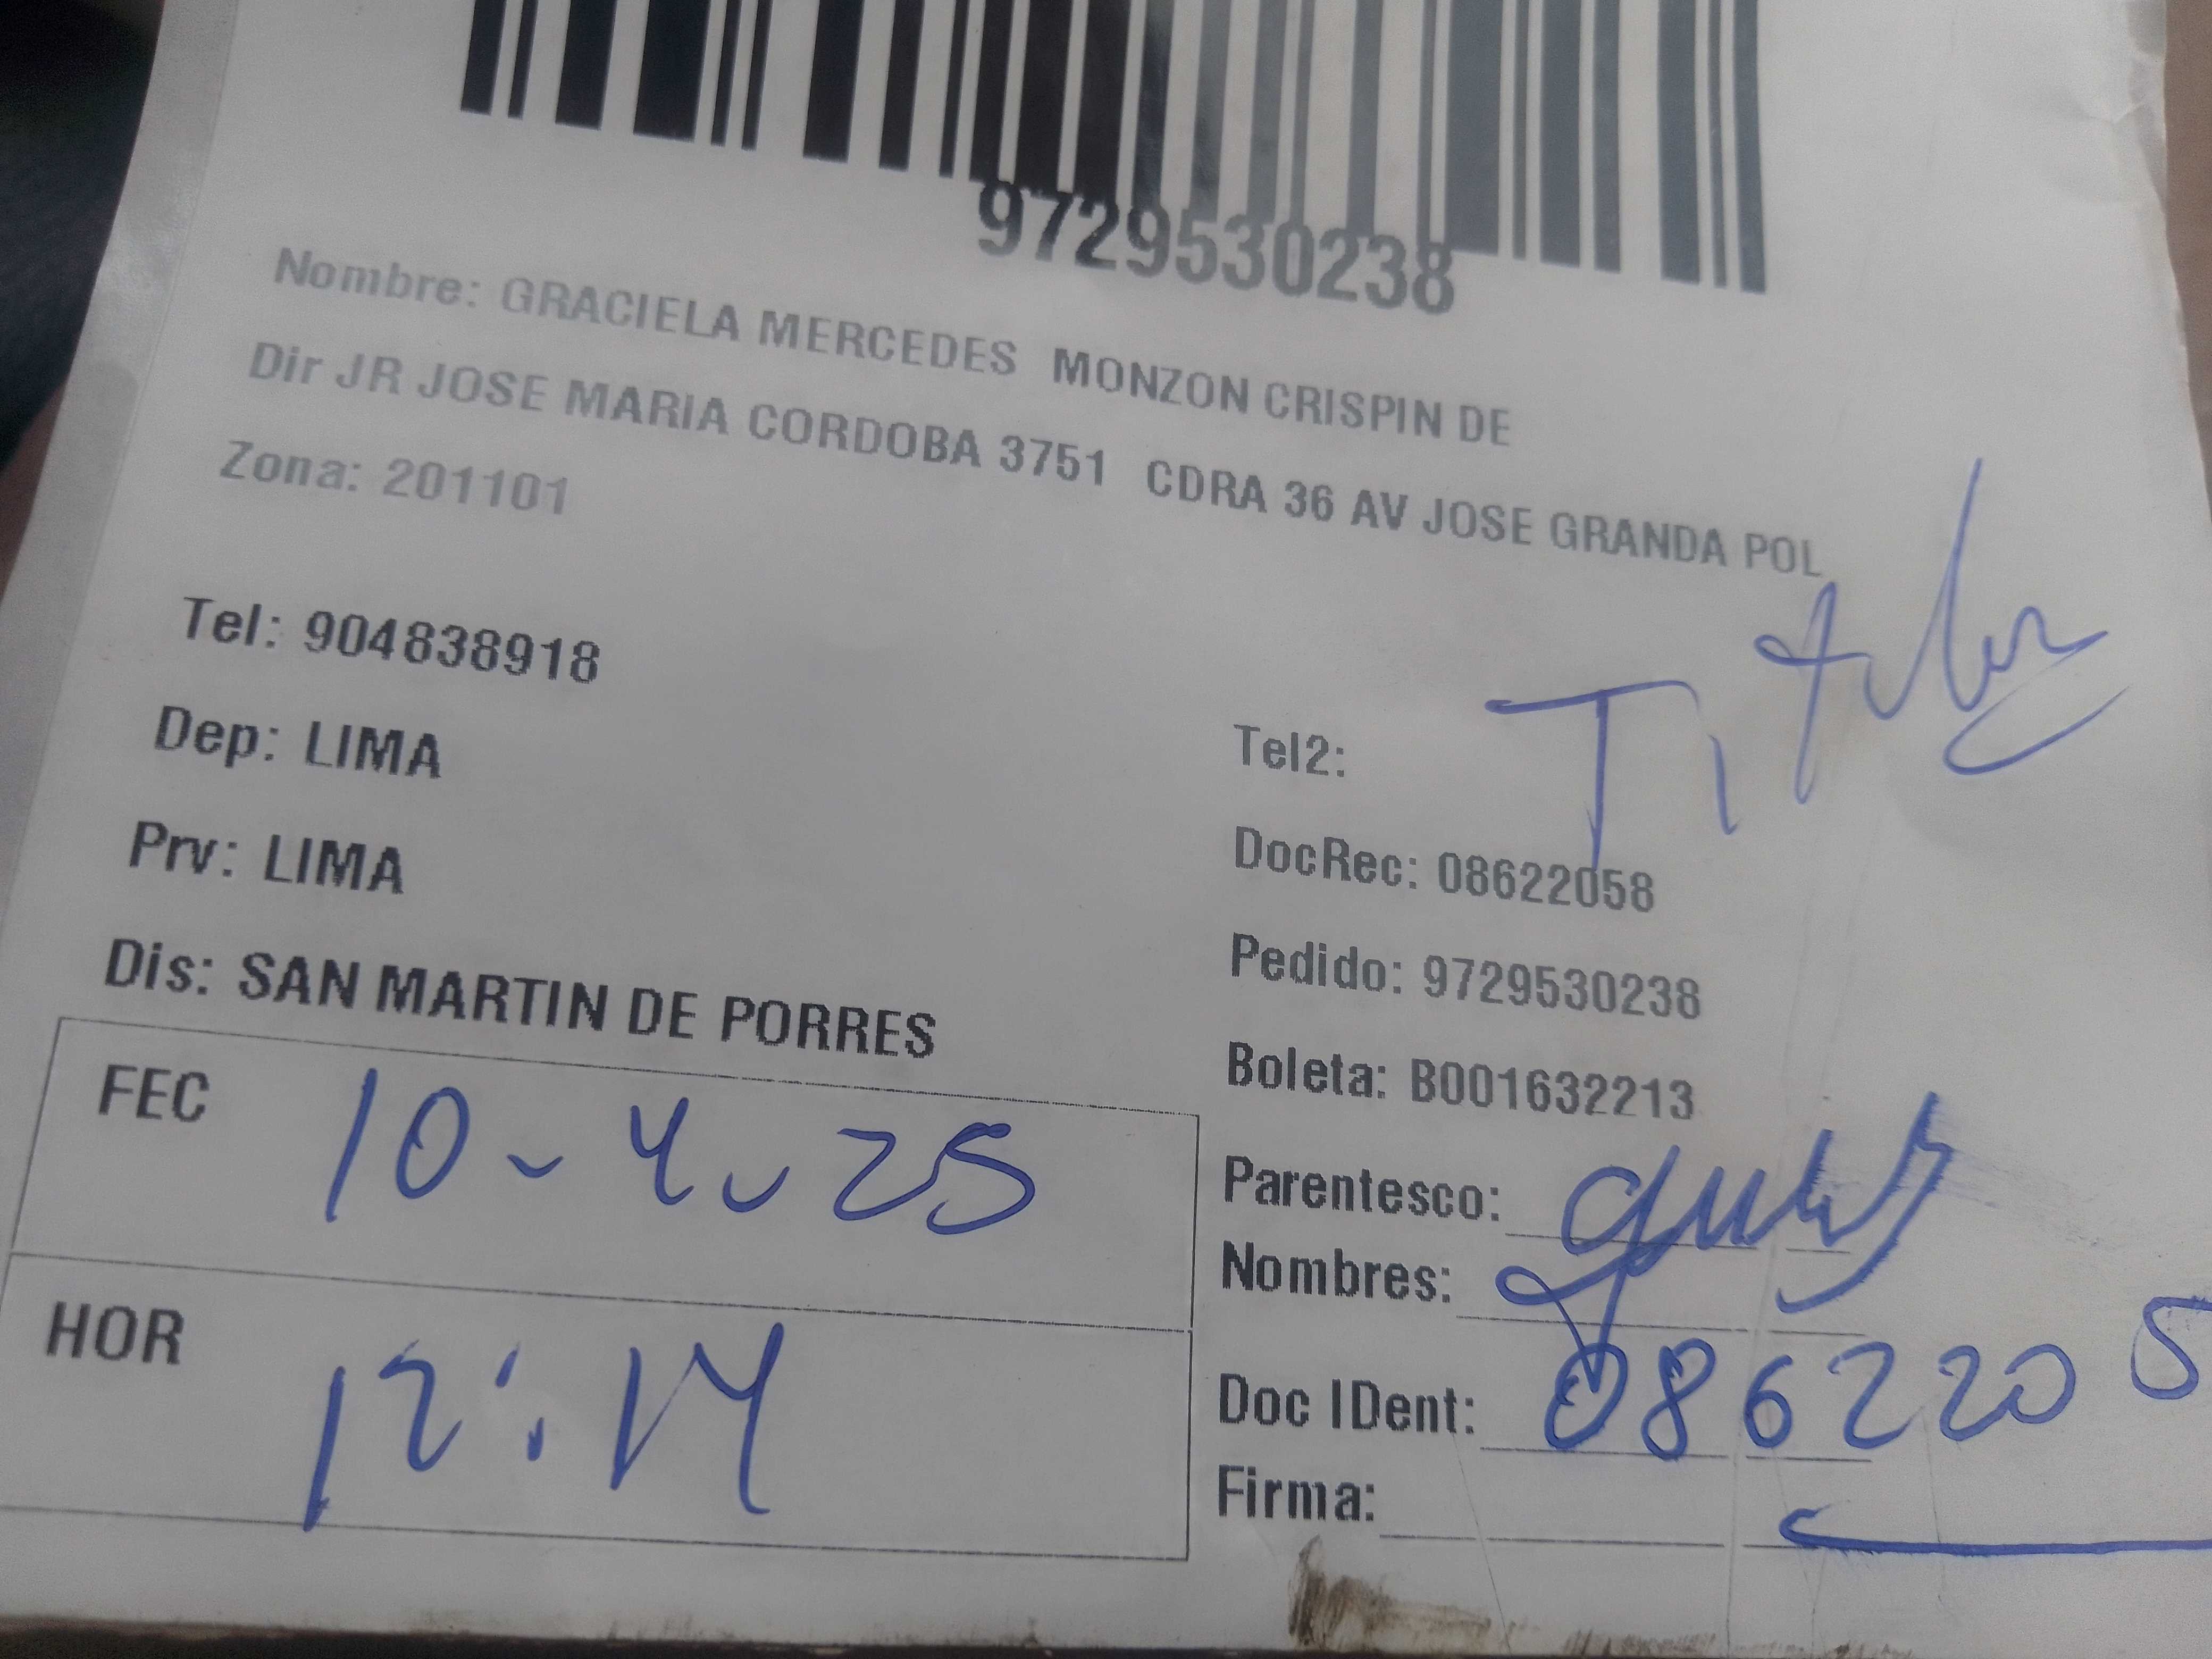 9729530238
Nombre: GRACIELA MERCEDES MONZON CRISPIN DE
Dir JR JOSE MARIA CORDOBA 3751 CDRA 36 AV JOSE GRANDA POL
Zona: 201101
Tel: 904838918
Dep: LIMA
Prv: LIMA
Dis: SAN MARTIN DE PORRES
Titular
Tel2:
DocRec: 08622058
Pedido: 9729530238
Boleta: B001632213
Parentesco:
Nombres:
Doc IDent: 0862205
Firma:
FEC 10-4-25
HOR 12:14